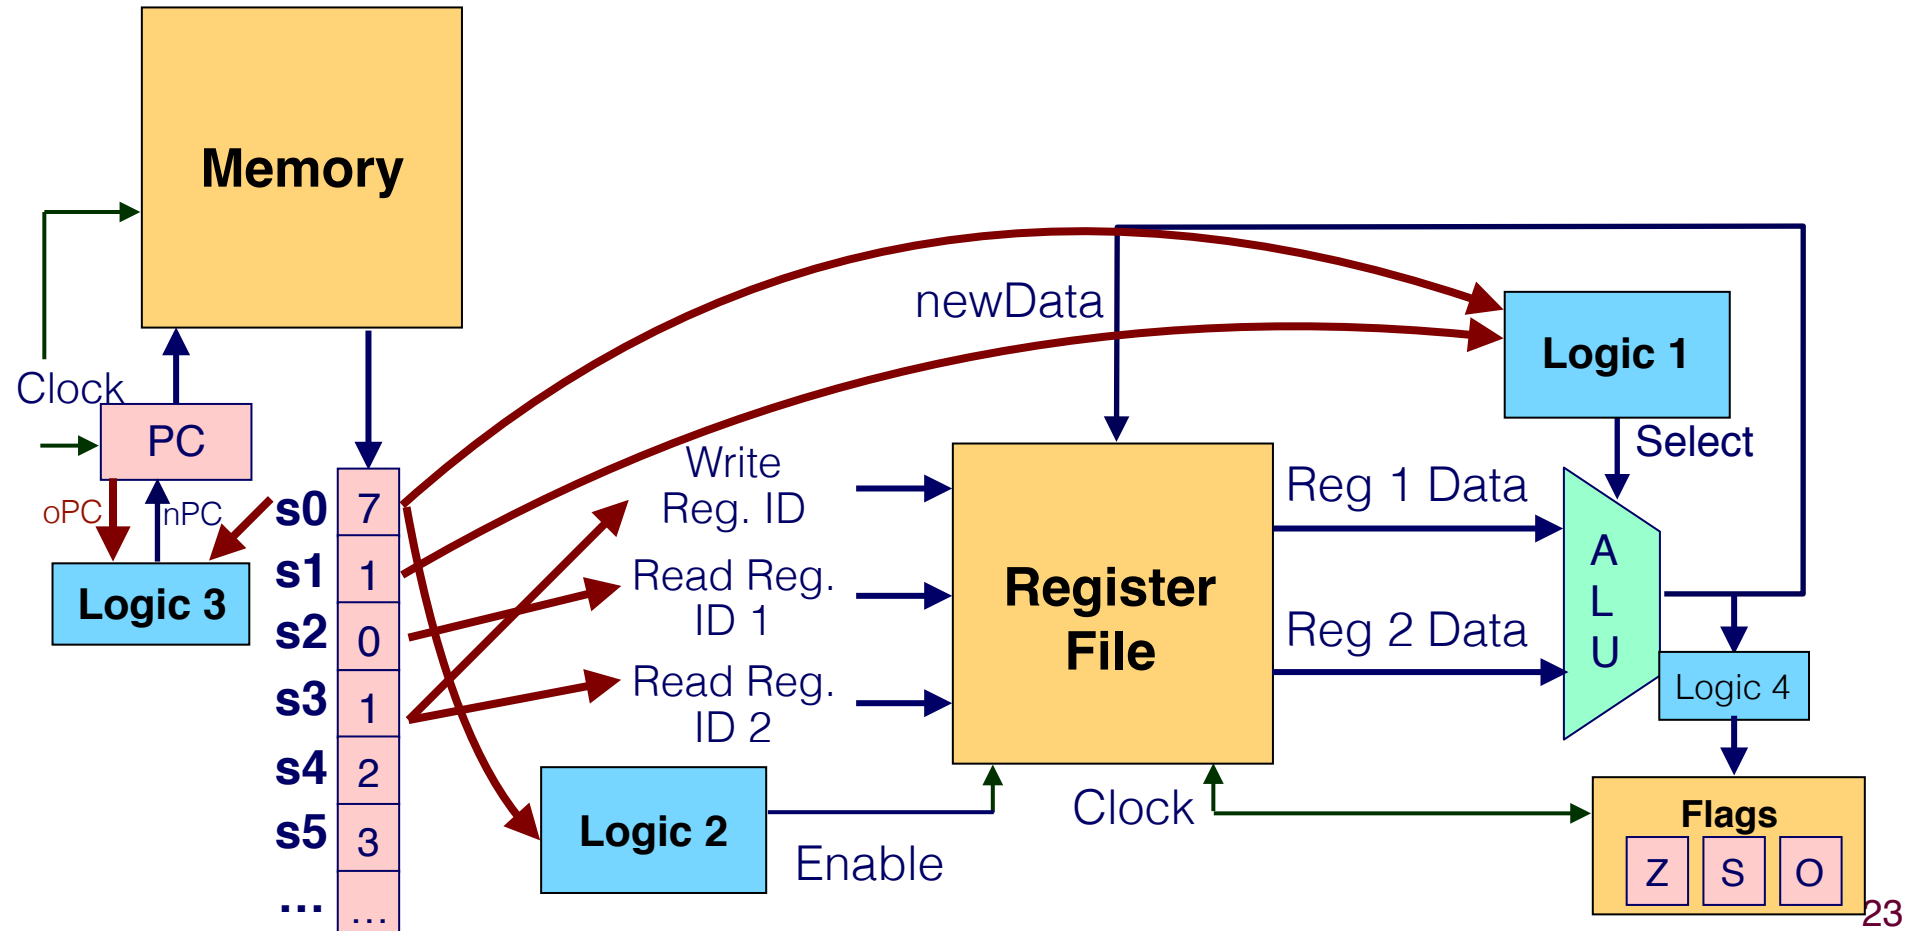 Memory
newData
Logic 1
Clock
PC
Select
Write
Reg. ID
Reg 1 Data
oPC
nPC
s0 7
s1 1
Read Reg.
ID 1
Register
File
A
L
U
Logic 3
s2 0
Reg 2 Data
s3 1
Read Reg.
ID 2
Logic 4
s4 2
Clock
Flags
s5 3
Logic 2
Enable
Z S O
... ...
23